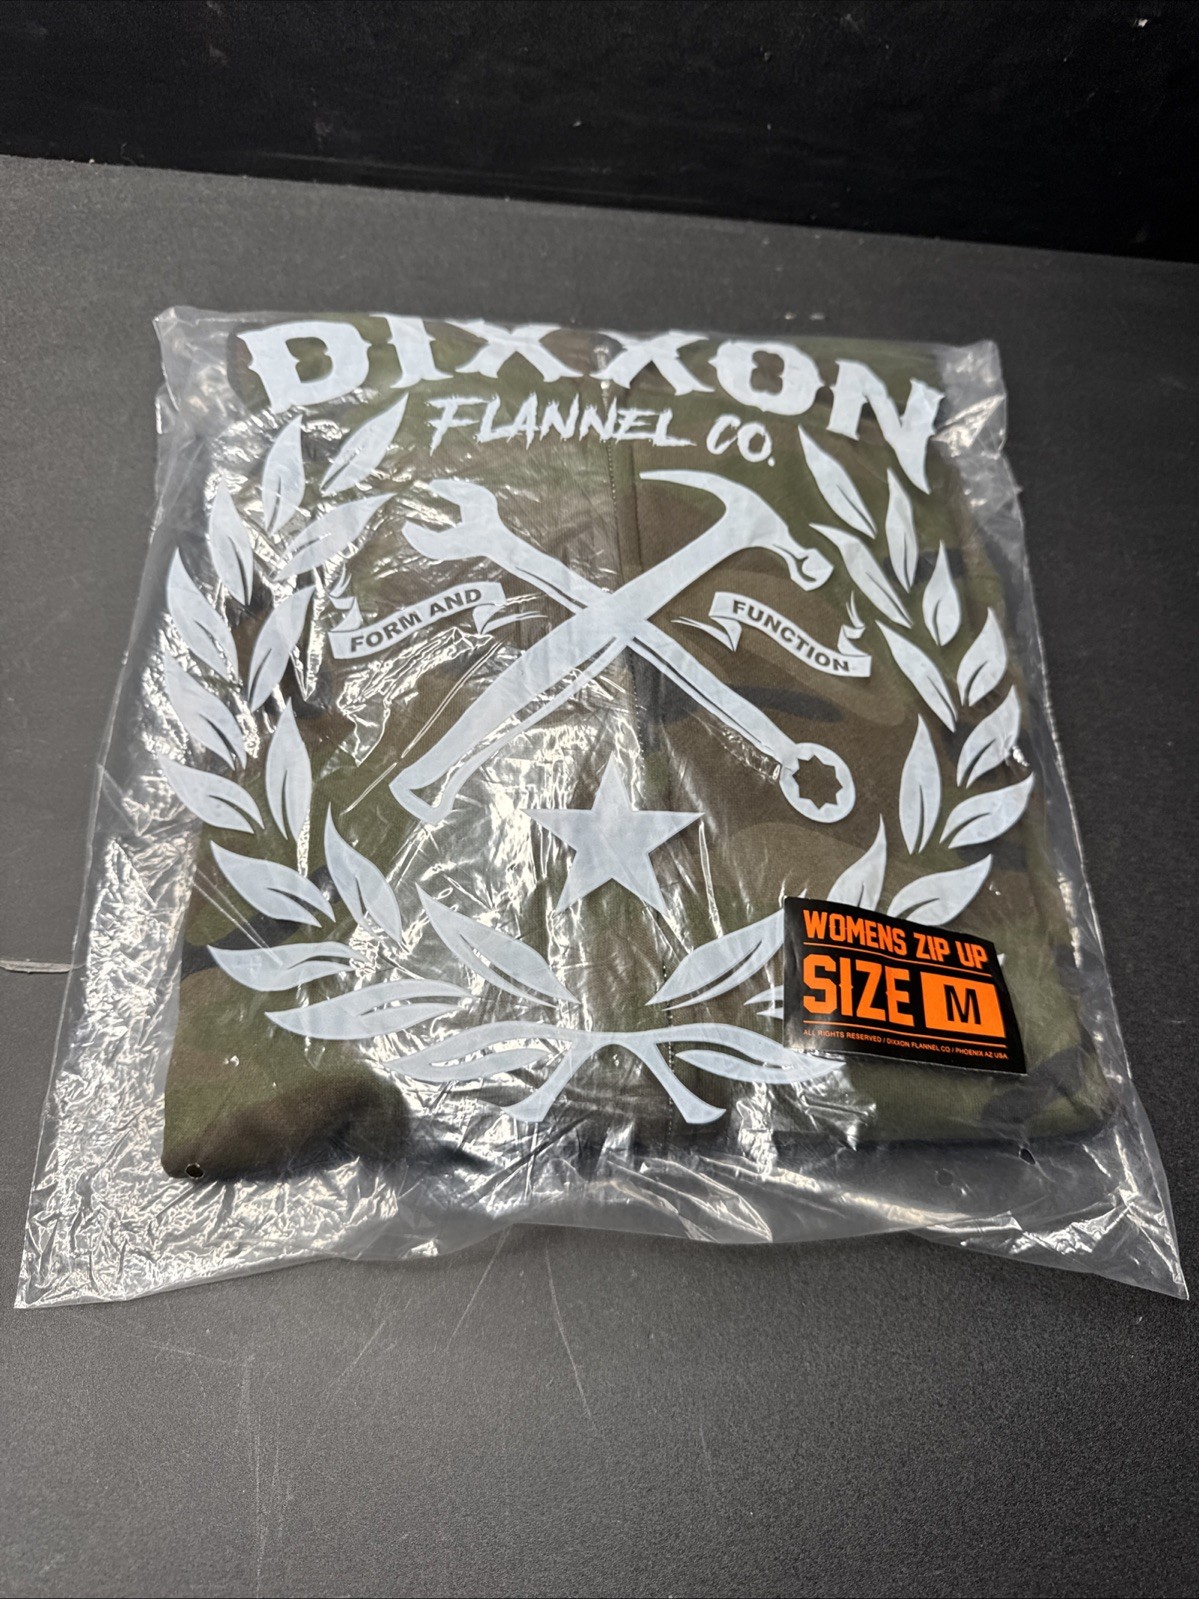 DIXXON
FLANNEL CO.
FORM AND
FUNCTION
WOMENS ZIP UP
SIZE M
ALL RIGHTS RESERVED / DIXXON FLANNEL CO / PHOENIX AZ USA